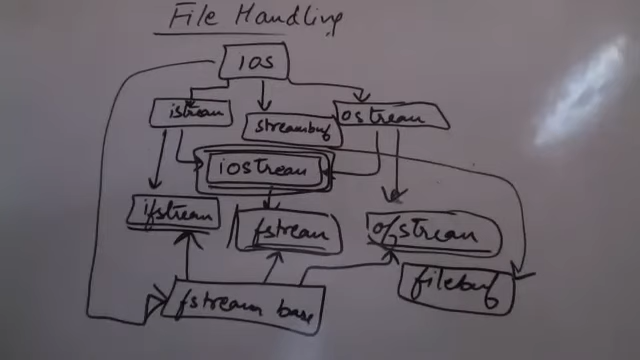 File Handling
ios
istream
streambuf
ostream
iostream
ifstream
fstream
ofstream
filebuf
fstream base